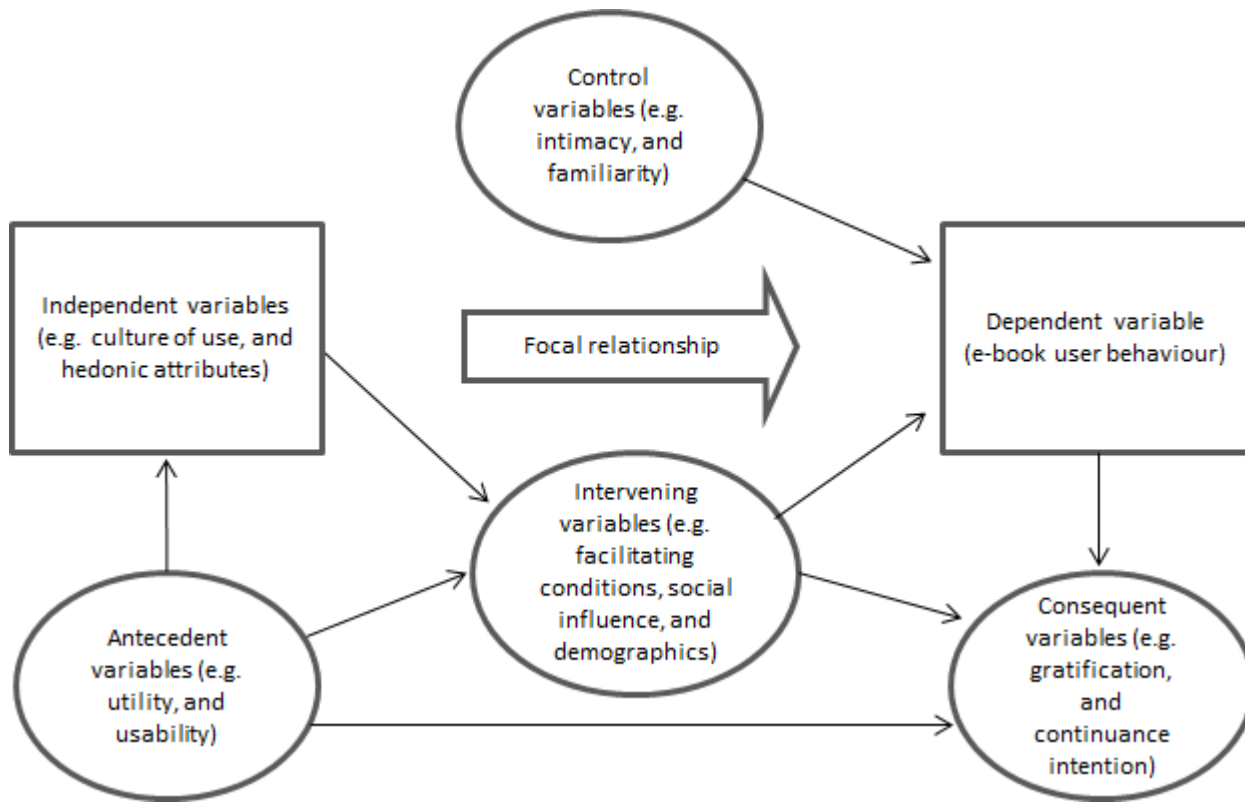 Control
variables (e.g.
intimacy, and
familiarity)
Independent variables
(e.g. culture of use, and
hedonic attributes)
Focal relationship
Dependent variable
(e-book user behaviour)
Intervening
variables (e.g.
facilitating
conditions, social
influence, and
demographics)
Antecedent
variables (e.g.
utility, and
usability)
Consequent
variables (e.g.
gratification,
and
continuance
intention)